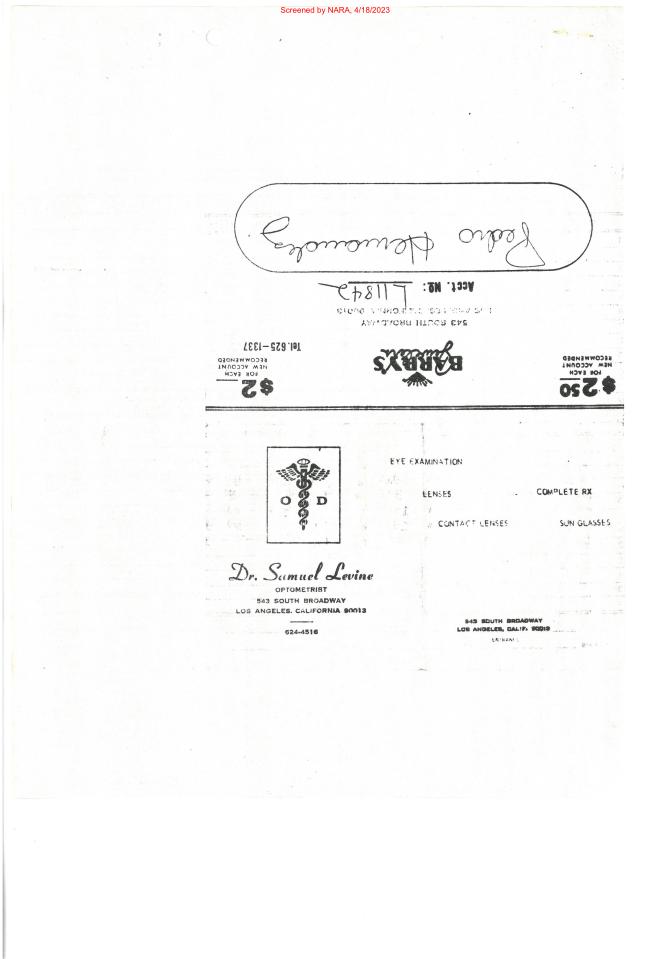 Screened by NARA, 4/18/2023
$2.50
FOR EACH
NEW ACCOUNT
RECOMMENDED
BARRY'S
Jewelers
$2
FOR EACH
NEW ACCOUNT
RECOMMENDED
Tel. 625-1337
543 SOUTH BROADWAY
LOS ANGELES, CALIFORNIA 90013
Acct. No: L11842
Pedro Hernandez
O D
Dr. Samuel Levine
OPTOMETRIST
543 SOUTH BROADWAY
LOS ANGELES, CALIFORNIA 90013
624-4516
EYE EXAMINATION
LENSES COMPLETE RX
CONTACT LENSES SUN GLASSES
543 SOUTH BROADWAY
LOS ANGELES, CALIF. 90013